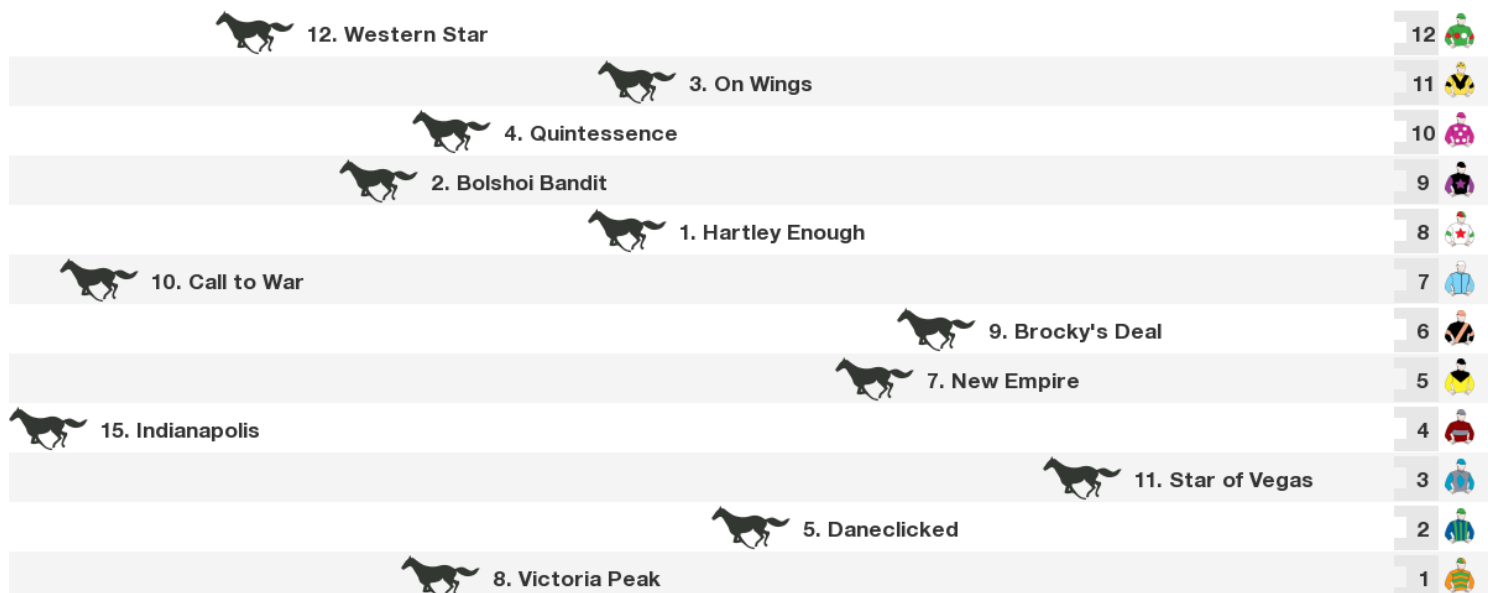 12. Western Star 12
3. On Wings 11
4. Quintessence 10
2. Bolshoi Bandit 9
1. Hartley Enough 8
10. Call to War 7
9. Brocky's Deal 6
7. New Empire 5
15. Indianapolis 4
11. Star of Vegas 3
5. Daneclicked 2
8. Victoria Peak 1